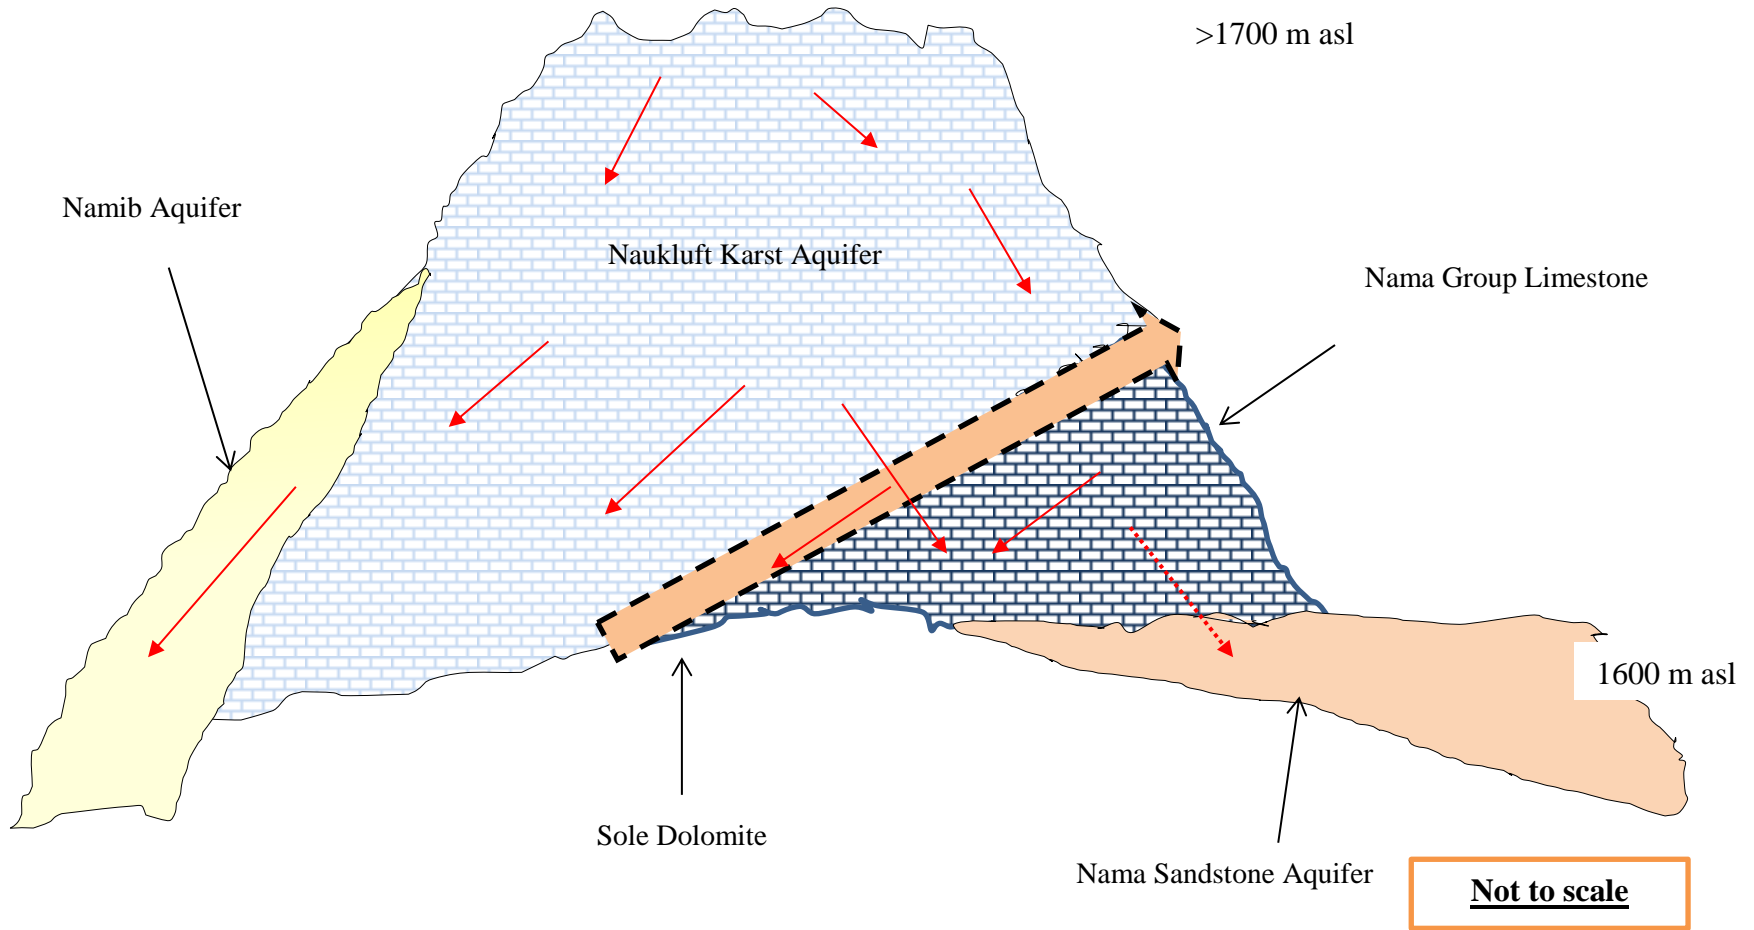 >1700 m asl
Namib Aquifer
Naukluft Karst Aquifer
Nama Group Limestone
1600 m asl
Sole Dolomite
Nama Sandstone Aquifer
Not to scale